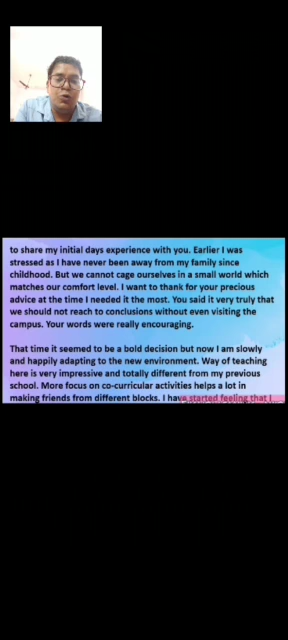 to share my initial days experience with you. Earlier I was
stressed as I have never been away from my family since
childhood. But we cannot cage ourselves in a small world which
matches our comfort level. I want to thank for your precious
advice at the time I needed it the most. You said it very truly that
we should not reach to conclusions without even visiting the
campus. Your words were really encouraging.
That time it seemed to be a bold decision but now I am slowly
and happily adapting to the new environment. Way of teaching
here is very impressive and totally different from my previous
school. More focus on co-curricular activities helps a lot in
making friends from different blocks. I have started feeling that I